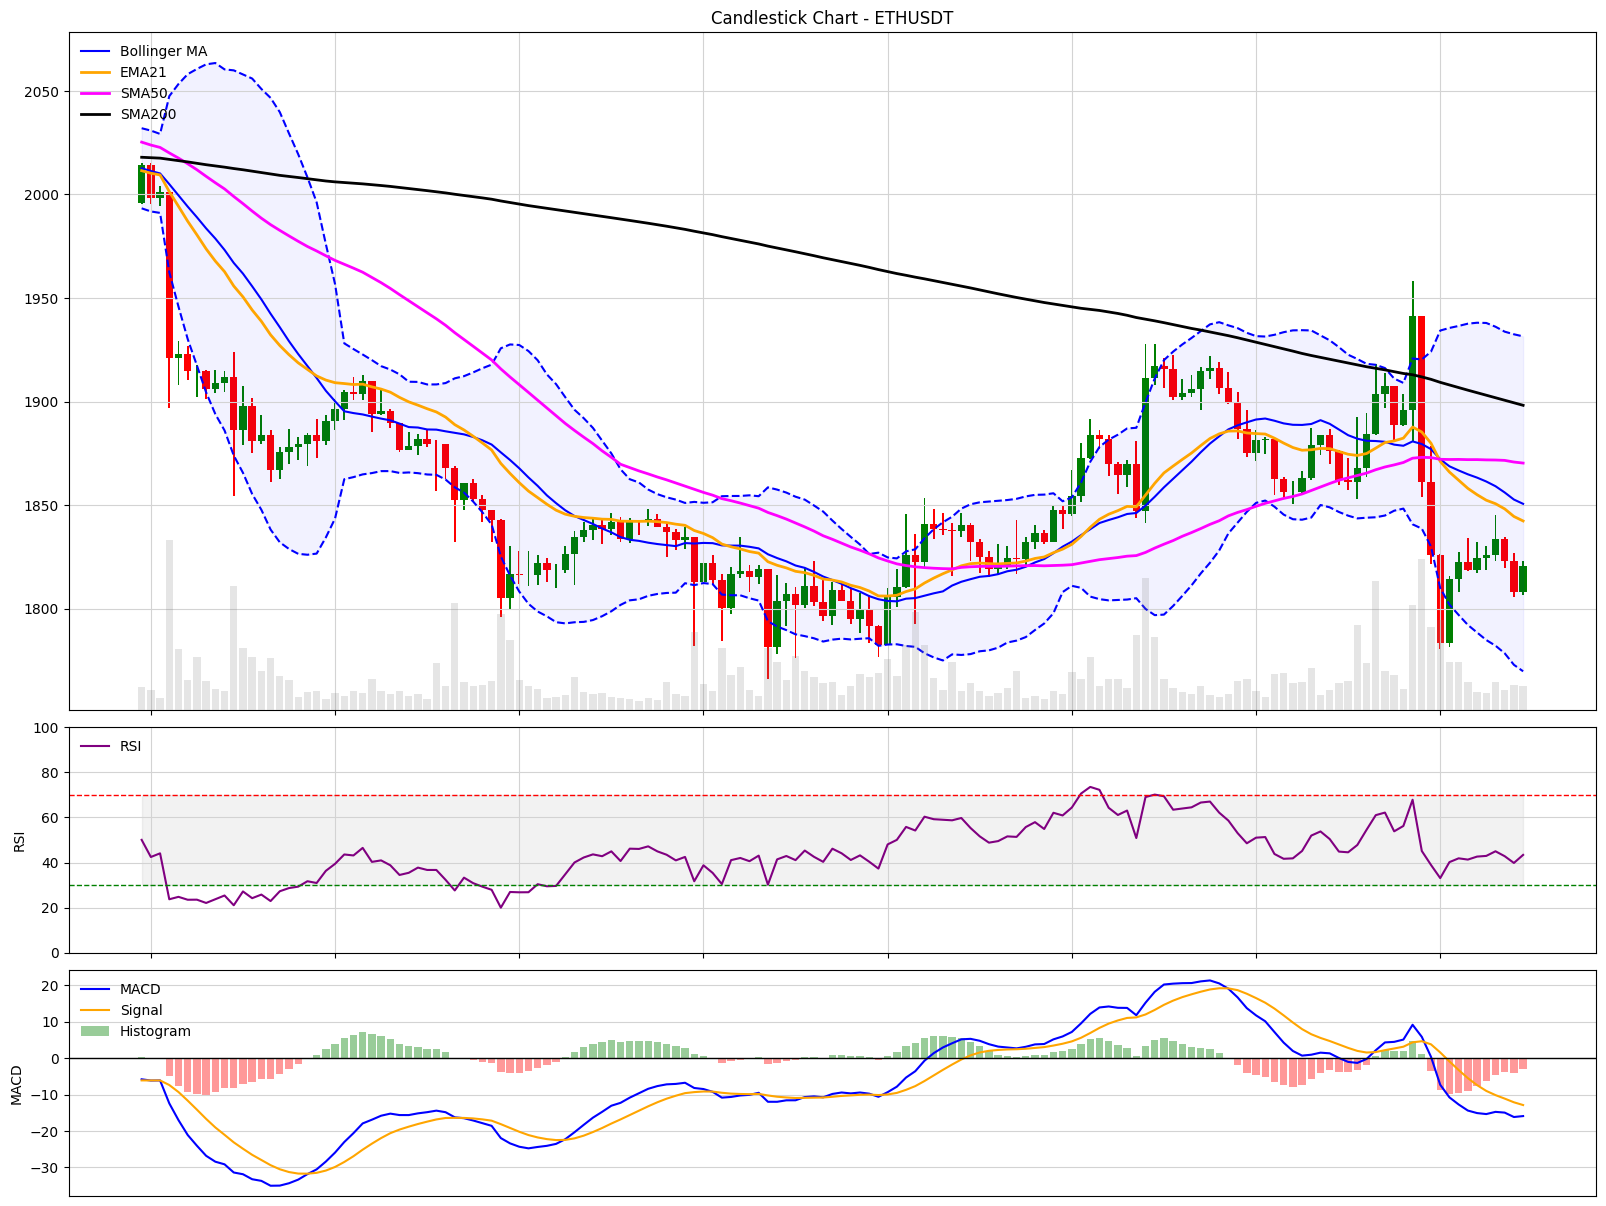 Candlestick Chart - ETHUSDT
Bollinger MA
EMA21
SMA50
SMA200
2050
2000
1950
1900
1850
1800
100
80
60
40
20
0
RSI
RSI
20
10
0
−10
−20
−30
MACD
MACD
Signal
Histogram